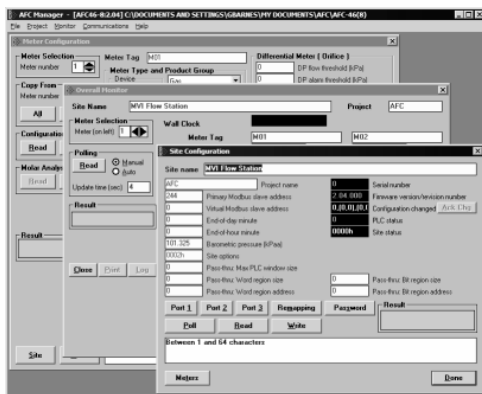 AFC Manager - [AFC46-8:2.04] C:\DOCUMENTS AND SETTINGS\GBARNES\MY DOCUMENTS\AFC\AFC-46(8)
File Project Monitor Communications Help
Meter Configuration
Meter Selection
Meter number 1
Meter Tag M01
Meter Type and Product Group
Device Gas
Differential Meter ( Orifice )
0 DP flow threshold (kPa)
0 DP alarm threshold (kPa)
Copy From
Meter number
All
Configuration
Read
Molar Analysis
Read
Result
Site
Overall Monitor
Site Name MVI Flow Station Project AFC
Meter Selection
Meter (on left) 1
Wall Clock
Meter Tag M01 M02
Polling
Read Manual
Auto
Update time (sec) 4
Result
Close Print Log
Site Configuration
Site name MVI Flow Station
AFC Project name 0 Serial number
244 Primary Modbus slave address 2.04.000 Firmware version/revision number
0 Virtual Modbus slave address Configuration changed Ack Chg
0 End-of-day minute 0 PLC status
0 End-of-hour minute 0000h Site status
101.325 Barometric pressure (kPaa)
0002h Site options
0 Pass-thru: Max PLC window size
0 Pass-thru: Word region size 0 Pass-thru: Bit region size
0 Pass-thru: Word region address 0 Pass-thru: Bit region address
Port 1 Port 2 Port 3 Remapping Password Result
Poll Read Write
Between 1 and 64 characters
Meters Done